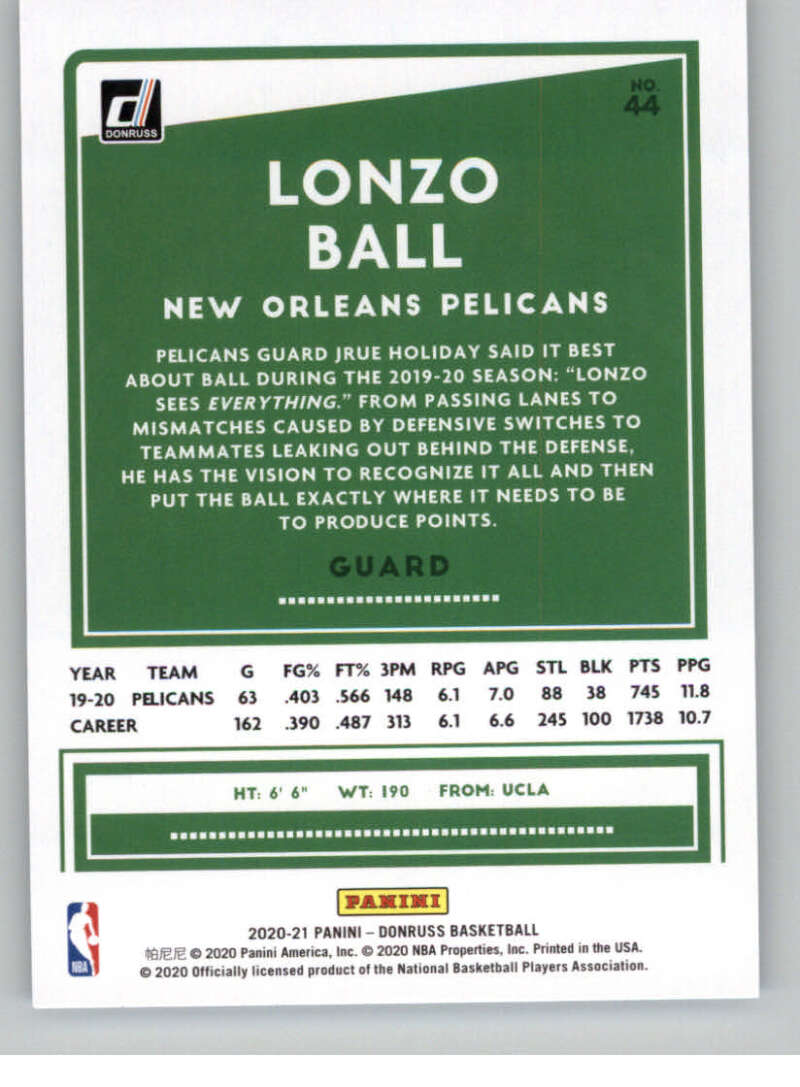 DONRUSS
NO.
44
LONZO
BALL
NEW ORLEANS PELICANS
PELICANS GUARD JRUE HOLIDAY SAID IT BEST
ABOUT BALL DURING THE 2019-20 SEASON: “LONZO
SEES EVERYTHING.” FROM PASSING LANES TO
MISMATCHES CAUSED BY DEFENSIVE SWITCHES TO
TEAMMATES LEAKING OUT BEHIND THE DEFENSE,
HE HAS THE VISION TO RECOGNIZE IT ALL AND THEN
PUT THE BALL EXACTLY WHERE IT NEEDS TO BE
TO PRODUCE POINTS.
GUARD
YEAR TEAM G FG% FT% 3PM RPG APG STL BLK PTS PPG
19-20 PELICANS 63 .403 .566 148 6.1 7.0 88 38 745 11.8
CAREER 162 .390 .487 313 6.1 6.6 245 100 1738 10.7
HT: 6' 6" WT: 190 FROM: UCLA
PANINI
2020-21 PANINI – DONRUSS BASKETBALL
帕尼尼 © 2020 Panini America, Inc. © 2020 NBA Properties, Inc. Printed in the USA.
© 2020 Officially licensed product of the National Basketball Players Association.
NBA